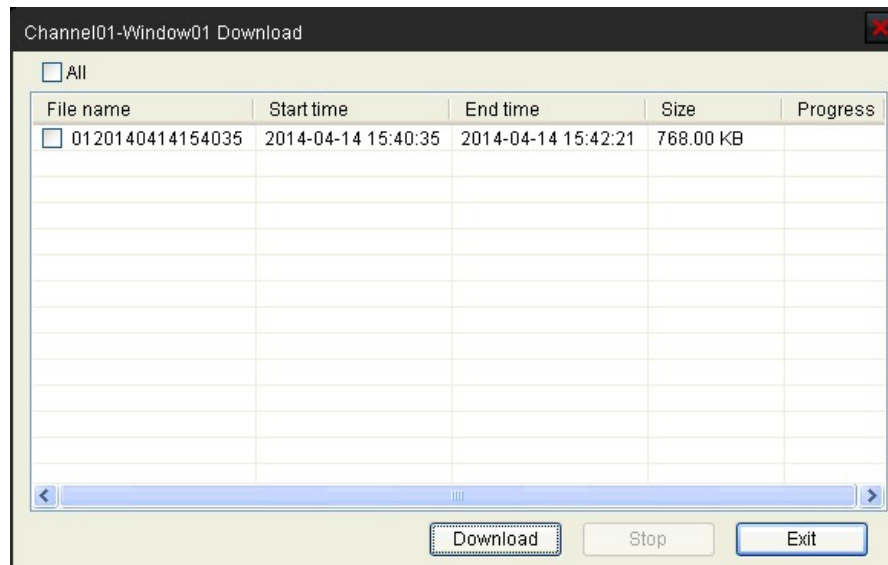 Channel01-Window01 Download
All
File name Start time End time Size Progress
0120140414154035 2014-04-14 15:40:35 2014-04-14 15:42:21 768.00 KB
Download Stop Exit